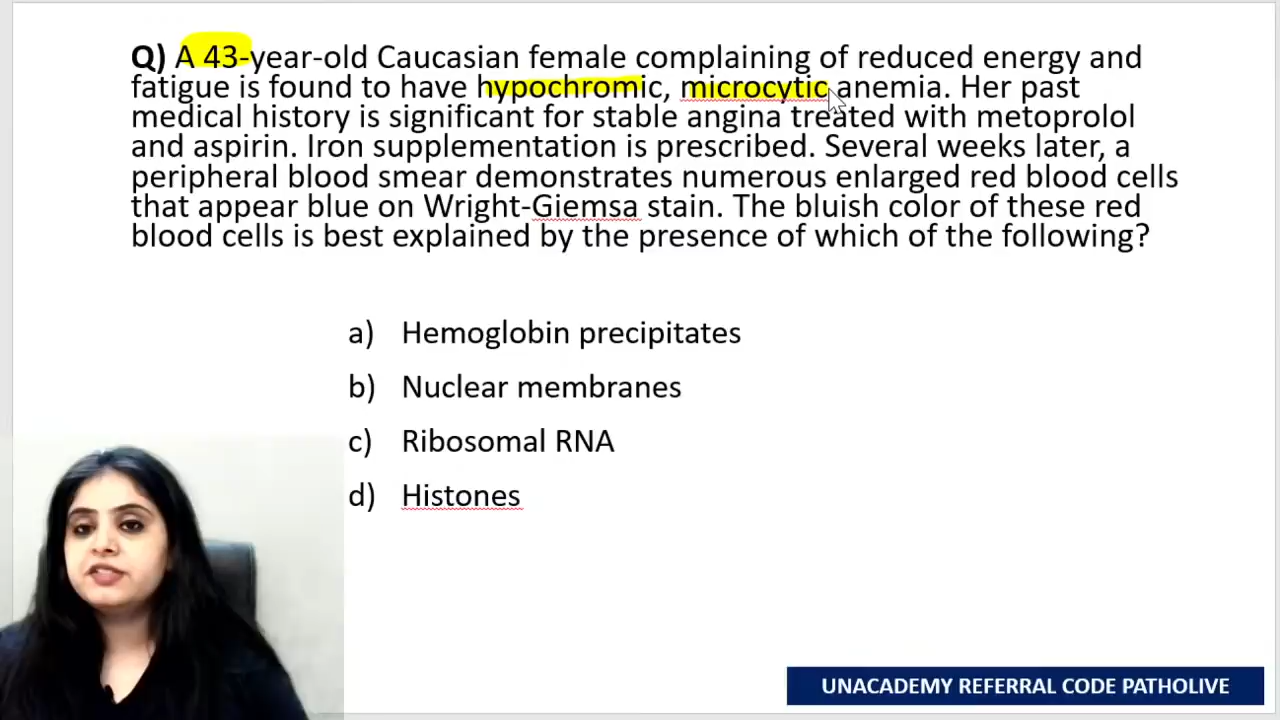 Q) A 43-year-old Caucasian female complaining of reduced energy and
fatigue is found to have hypochromic, microcytic anemia. Her past
medical history is significant for stable angina treated with metoprolol
and aspirin. Iron supplementation is prescribed. Several weeks later, a
peripheral blood smear demonstrates numerous enlarged red blood cells
that appear blue on Wright-Giemsa stain. The bluish color of these red
blood cells is best explained by the presence of which of the following?
a) Hemoglobin precipitates
b) Nuclear membranes
c) Ribosomal RNA
d) Histones
UNACADEMY REFERRAL CODE PATHOLIVE